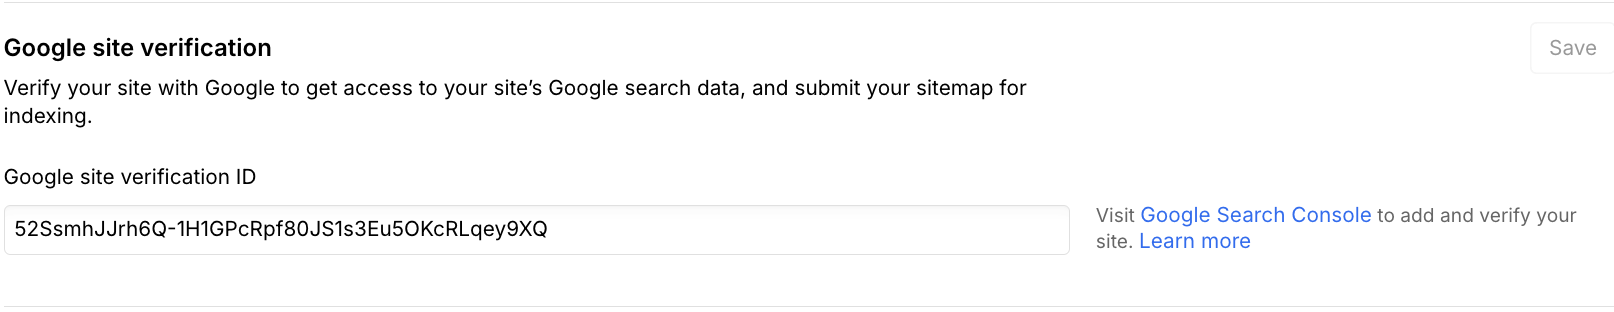 Google site verification
Save
Verify your site with Google to get access to your site’s Google search data, and submit your sitemap for
indexing.
Google site verification ID
52SsmhJJrh6Q-1H1GPcRpf80JS1s3Eu5OKcRLqey9XQ
Visit Google Search Console to add and verify your
site. Learn more